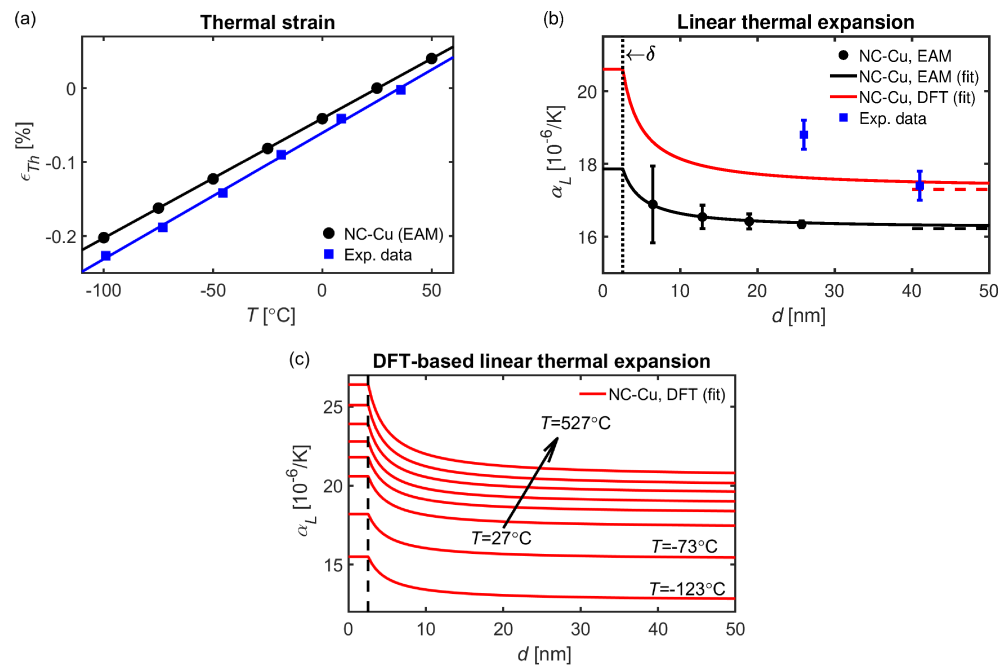 (a)
Thermal strain
0
-0.1
-0.2
ϵTh [%]
-100
-50
0
50
T [°C]
NC-Cu (EAM)
Exp. data
(b)
Linear thermal expansion
←δ
NC-Cu, EAM
NC-Cu, EAM (fit)
NC-Cu, DFT (fit)
Exp. data
20
18
16
αL [10-6/K]
0
10
20
30
40
50
d [nm]
(c)
DFT-based linear thermal expansion
NC-Cu, DFT (fit)
T=527°C
T=27°C
T=-73°C
T=-123°C
25
20
15
αL [10-6/K]
0
10
20
30
40
50
d [nm]